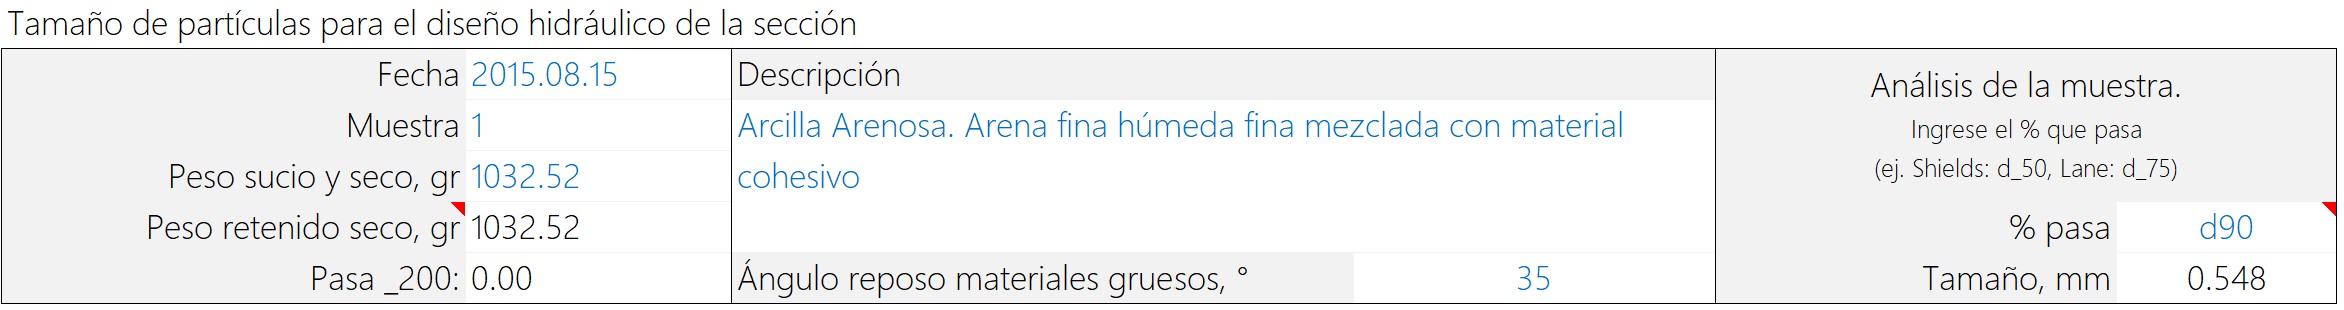 Tamaño de partículas para el diseño hidráulico de la sección
Fecha 2015.08.15
Muestra 1
Peso sucio y seco, gr 1032.52
Peso retenido seco, gr 1032.52
Pasa _200: 0.00
Descripción
Arcilla Arenosa. Arena fina húmeda fina mezclada con material
cohesivo
Ángulo reposo materiales gruesos, ° 35
Análisis de la muestra.
Ingrese el % que pasa
(ej. Shields: d_50, Lane: d_75)
% pasa d90
Tamaño, mm 0.548